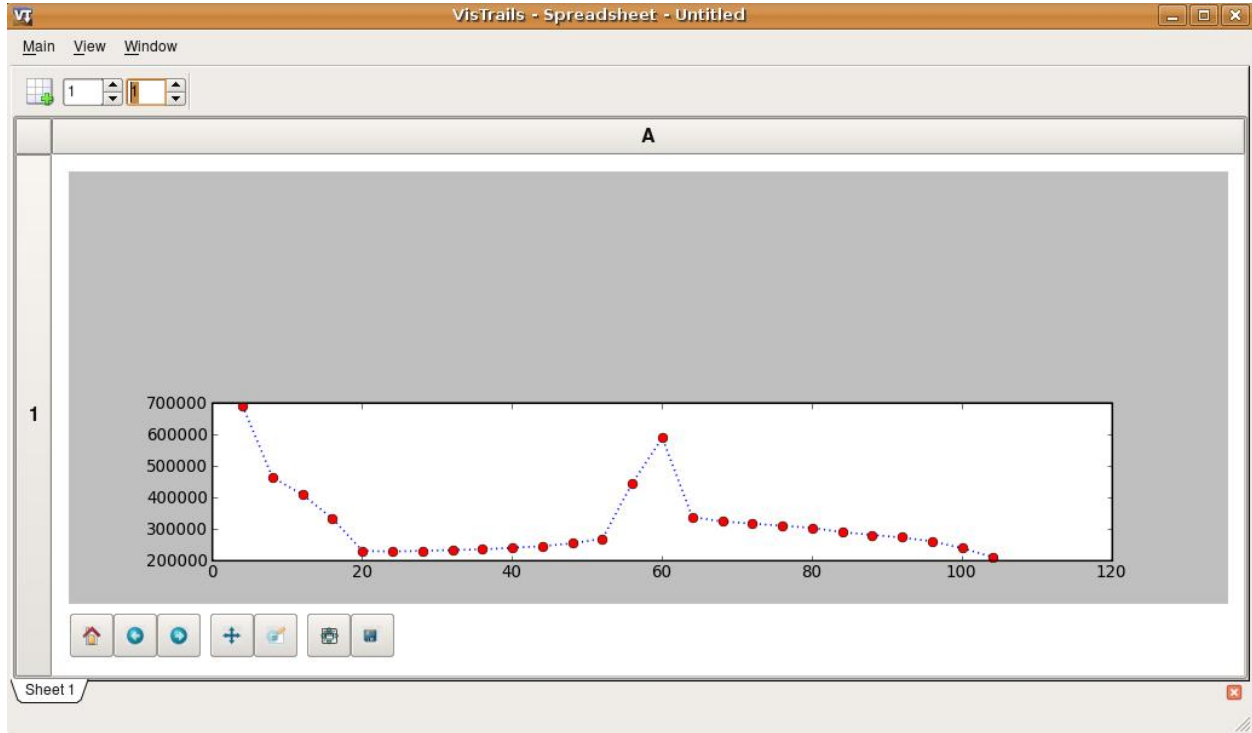 VisTrails - Spreadsheet - Untitled
Main View Window
1 1
A
1
700000
600000
500000
400000
300000
200000
0 20 40 60 80 100 120
Sheet 1